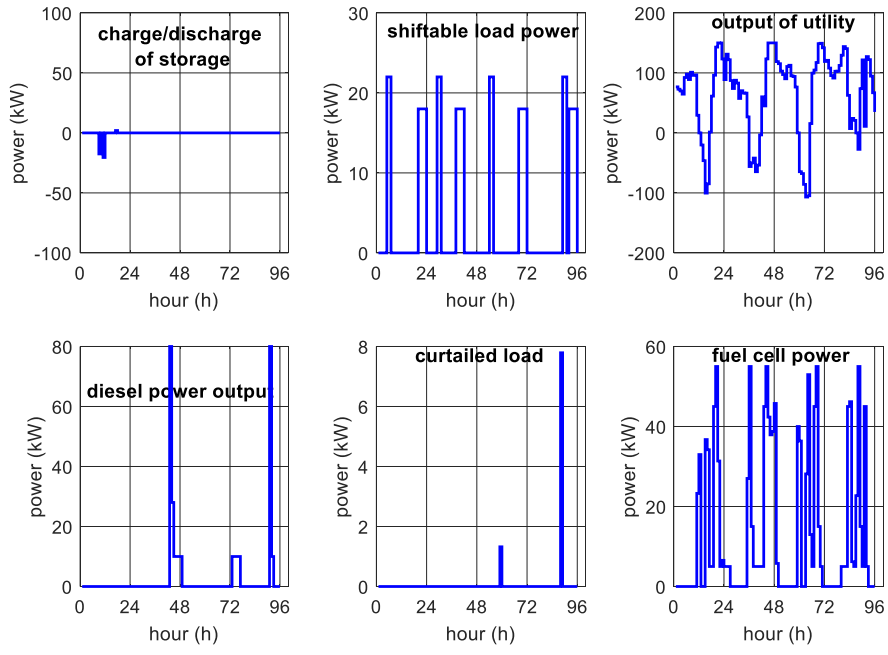 charge/discharge
of storage
power (kW)
100
50
0
-50
-100
0 24 48 72 96
hour (h)
shiftable load power
power (kW)
30
20
10
0
0 24 48 72 96
hour (h)
output of utility
power (kW)
200
100
0
-100
-200
0 24 48 72 96
hour (h)
diesel power output
power (kW)
80
60
40
20
0
0 24 48 72 96
hour (h)
curtailed load
power (kW)
8
6
4
2
0
0 24 48 72 96
hour (h)
fuel cell power
power (kW)
60
40
20
0
0 24 48 72 96
hour (h)